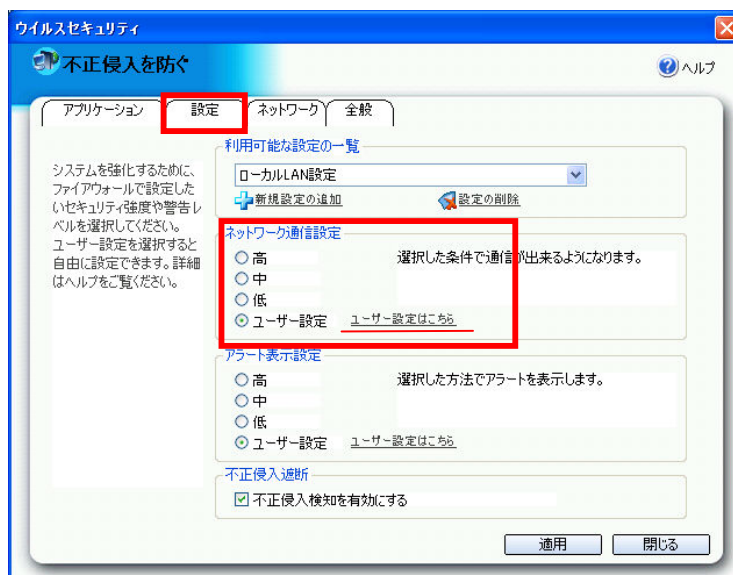 ウイルスセキュリティ
不正侵入を防ぐ
ヘルプ
アプリケーション 設定 ネットワーク 全般
システムを強化するために、
ファイアウォールで設定した
いセキュリティ強度や警告レ
ベルを選択してください。
ユーザー設定を選択すると
自由に設定できます。詳細
はヘルプをご覧ください。
利用可能な設定の一覧
ローカルLAN設定
新規設定の追加 設定の削除
ネットワーク通信設定
高 選択した条件で通信が出来るようになります。
中
低
ユーザー設定 ユーザー設定はこちら
アラート表示設定
高 選択した方法でアラートを表示します。
中
低
ユーザー設定 ユーザー設定はこちら
不正侵入遮断
不正侵入検知を有効にする
適用 閉じる